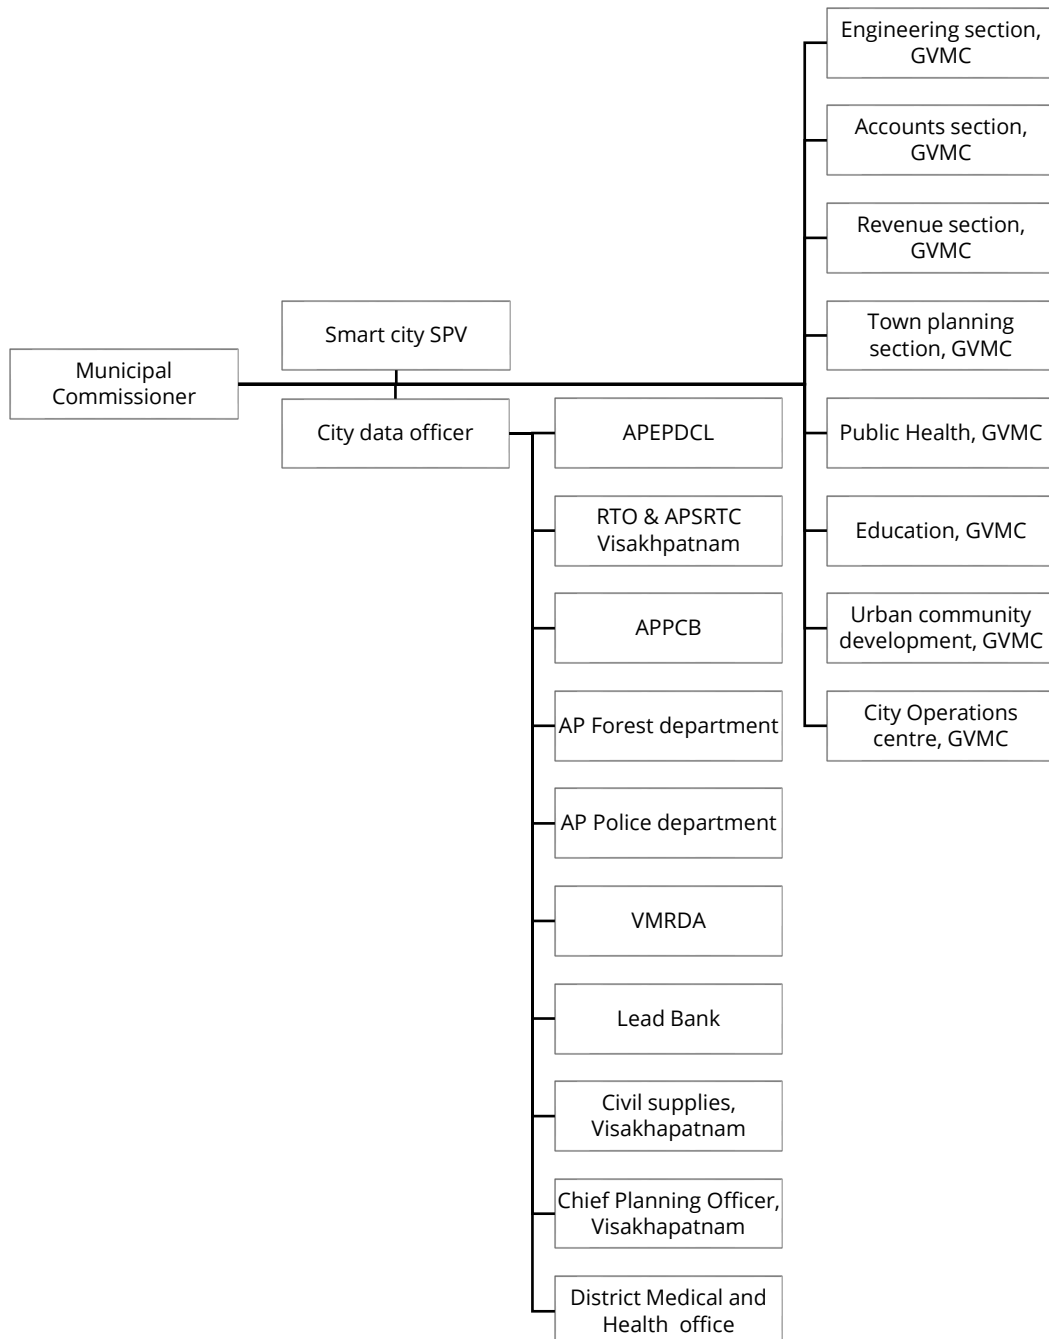 Municipal
Commissioner
Smart city SPV
City data officer
APEPDCL
RTO & APSRTC
Visakhpatnam
APPCB
AP Forest department
AP Police department
VMRDA
Lead Bank
Civil supplies,
Visakhapatnam
Chief Planning Officer,
Visakhapatnam
District Medical and
Health office
Engineering section,
GVMC
Accounts section,
GVMC
Revenue section,
GVMC
Town planning
section, GVMC
Public Health, GVMC
Education, GVMC
Urban community
development, GVMC
City Operations
centre, GVMC